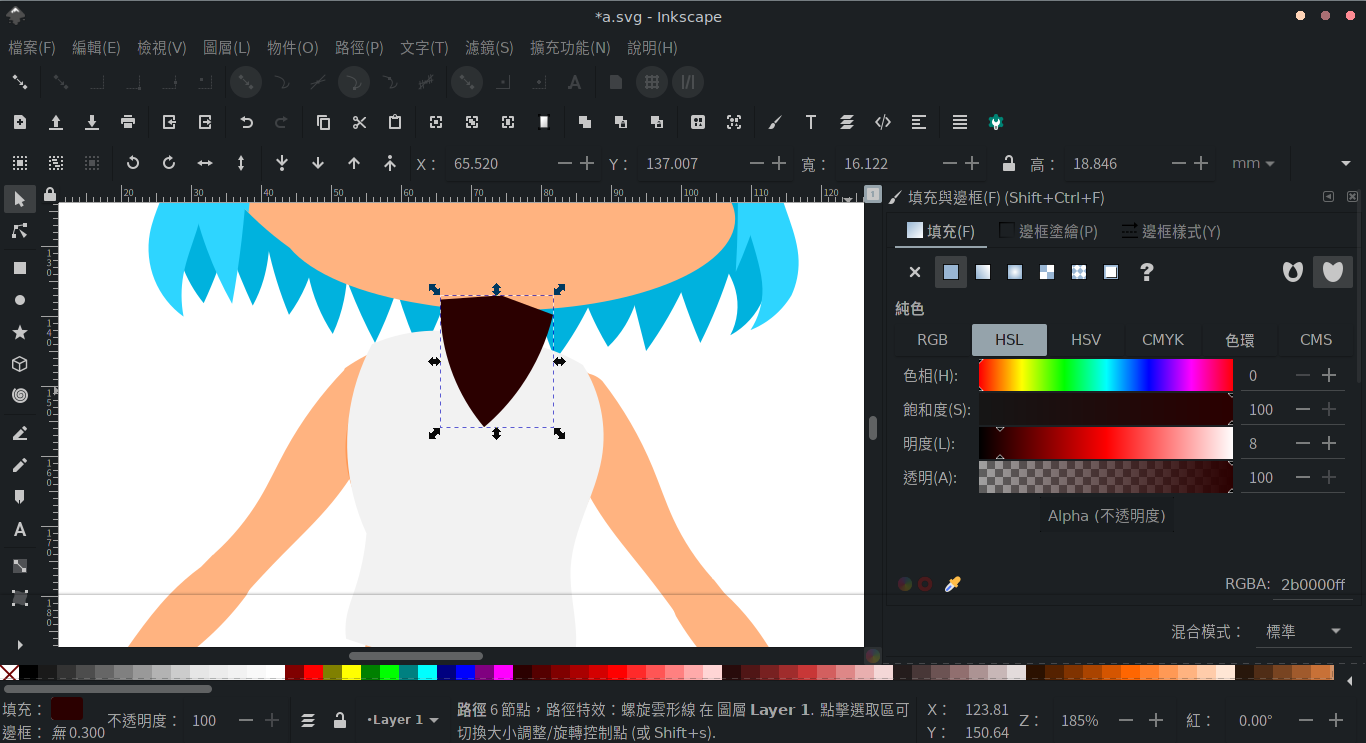 *a.svg - Inkscape
檔案(F) 編輯(E) 檢視(V) 圖層(L) 物件(O) 路徑(P) 文字(T) 濾鏡(S) 擴充功能(N) 說明(H)
X： 65.520 Y： 137.007 寬： 16.122 高： 18.846 mm
20 30 40 50 60 70 80 90 100 110 120
130
140
150
160
170
180
填充與邊框(F) (Shift+Ctrl+F)
填充(F) 邊框塗繪(P) 邊框樣式(Y)
純色
RGB HSL HSV CMYK 色環 CMS
色相(H): 0
飽和度(S): 100
明度(L): 8
透明(A): 100
Alpha (不透明度)
RGBA: 2b0000ff
混合模式： 標準
填充： 不透明度： 100 •Layer 1
邊框： 無 0.300
路徑 6 節點，路徑特效：螺旋雲形線 在 圖層 Layer 1. 點擊選取區可
切換大小調整/旋轉控制點 (或 Shift+s).
X： 123.81
Y： 150.64
Z： 185% 紅： 0.00°